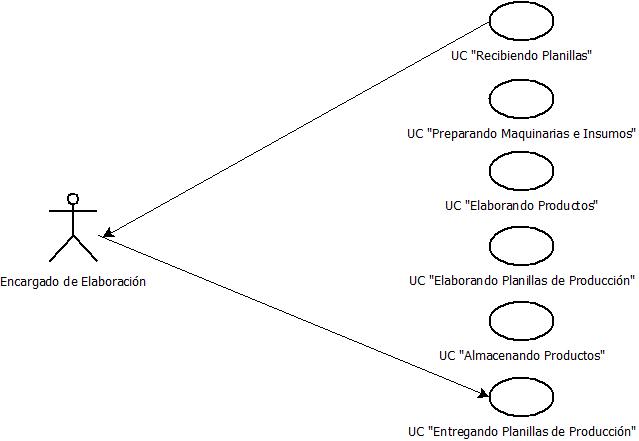 UC "Recibiendo Planillas"
UC "Preparando Maquinarias e Insumos"
UC "Elaborando Productos"
Encargado de Elaboración
UC "Elaborando Planillas de Producción"
UC "Almacenando Productos"
UC "Entregando Planillas de Producción"